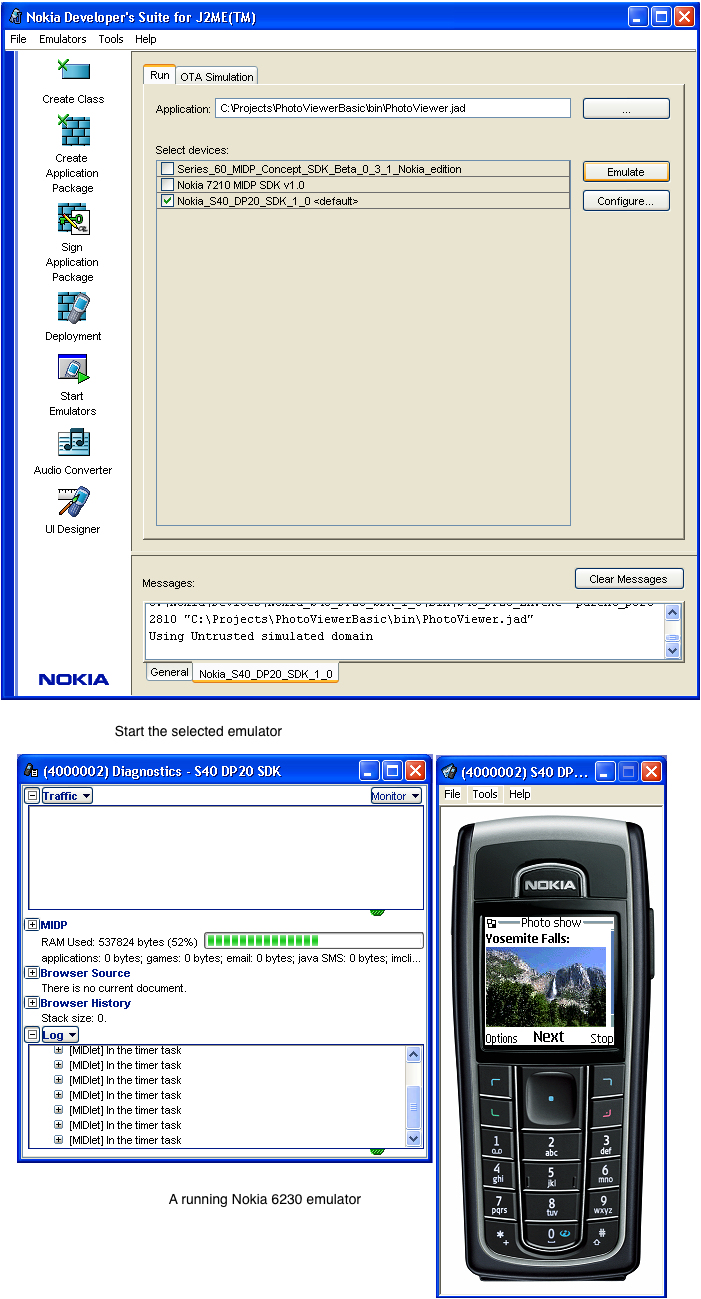 Nokia Developer's Suite for J2ME(TM)
File Emulators Tools Help
Create Class
Create
Application
Package
Sign
Application
Package
Deployment
Start
Emulators
Audio Converter
UI Designer
NOKIA
Run OTA Simulation
Application: C:\Projects\PhotoViewerBasic\bin\PhotoViewer.jad ...
Select devices:
Series_60_MIDP_Concept_SDK_Beta_0_3_1_Nokia_edition
Nokia 7210 MIDP SDK v1.0
Nokia_S40_DP20_SDK_1_0 <default>
Emulate
Configure...
Messages:
Clear Messages
2810 "C:\Projects\PhotoViewerBasic\bin\PhotoViewer.jad"
Using Untrusted simulated domain
General Nokia_S40_DP20_SDK_1_0
Start the selected emulator
(4000002) Diagnostics - S40 DP20 SDK
Traffic Monitor
MIDP
RAM Used: 537824 bytes (52%)
applications: 0 bytes; games: 0 bytes; email: 0 bytes; java SMS: 0 bytes; imcli...
Browser Source
There is no current document.
Browser History
Stack size: 0.
Log
[MIDlet] In the timer task
[MIDlet] In the timer task
[MIDlet] In the timer task
[MIDlet] In the timer task
[MIDlet] In the timer task
[MIDlet] In the timer task
[MIDlet] In the timer task
A running Nokia 6230 emulator
(4000002) S40 DP...
File Tools Help
NOKIA
Photo show
Yosemite Falls:
Options Next Stop
1 2 abc 3 def
4 ghi 5 jkl 6 mno
7 pqrs 8 tuv 9 wxyz
* + 0 #